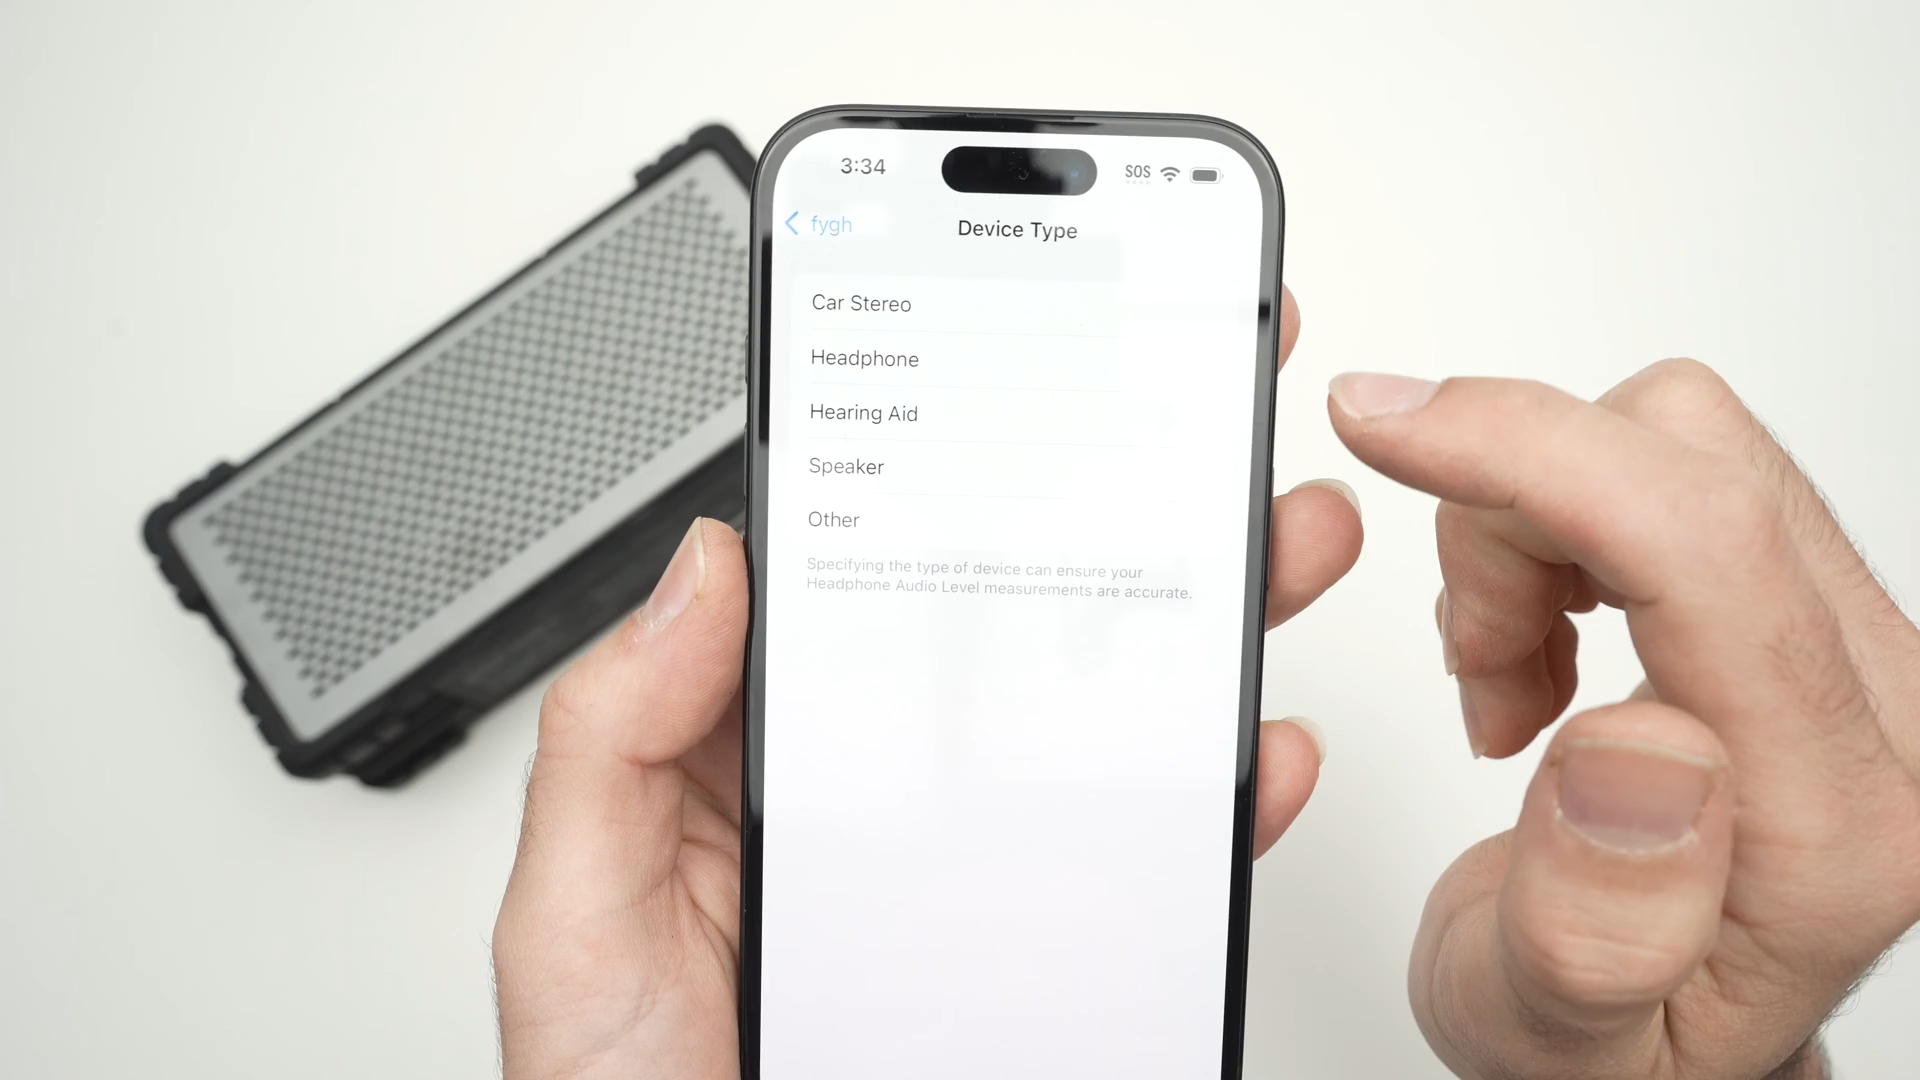 3:34
SOS
fygh
Device Type
Car Stereo
Headphone
Hearing Aid
Speaker
Other
Specifying the type of device can ensure your
Headphone Audio Level measurements are accurate.